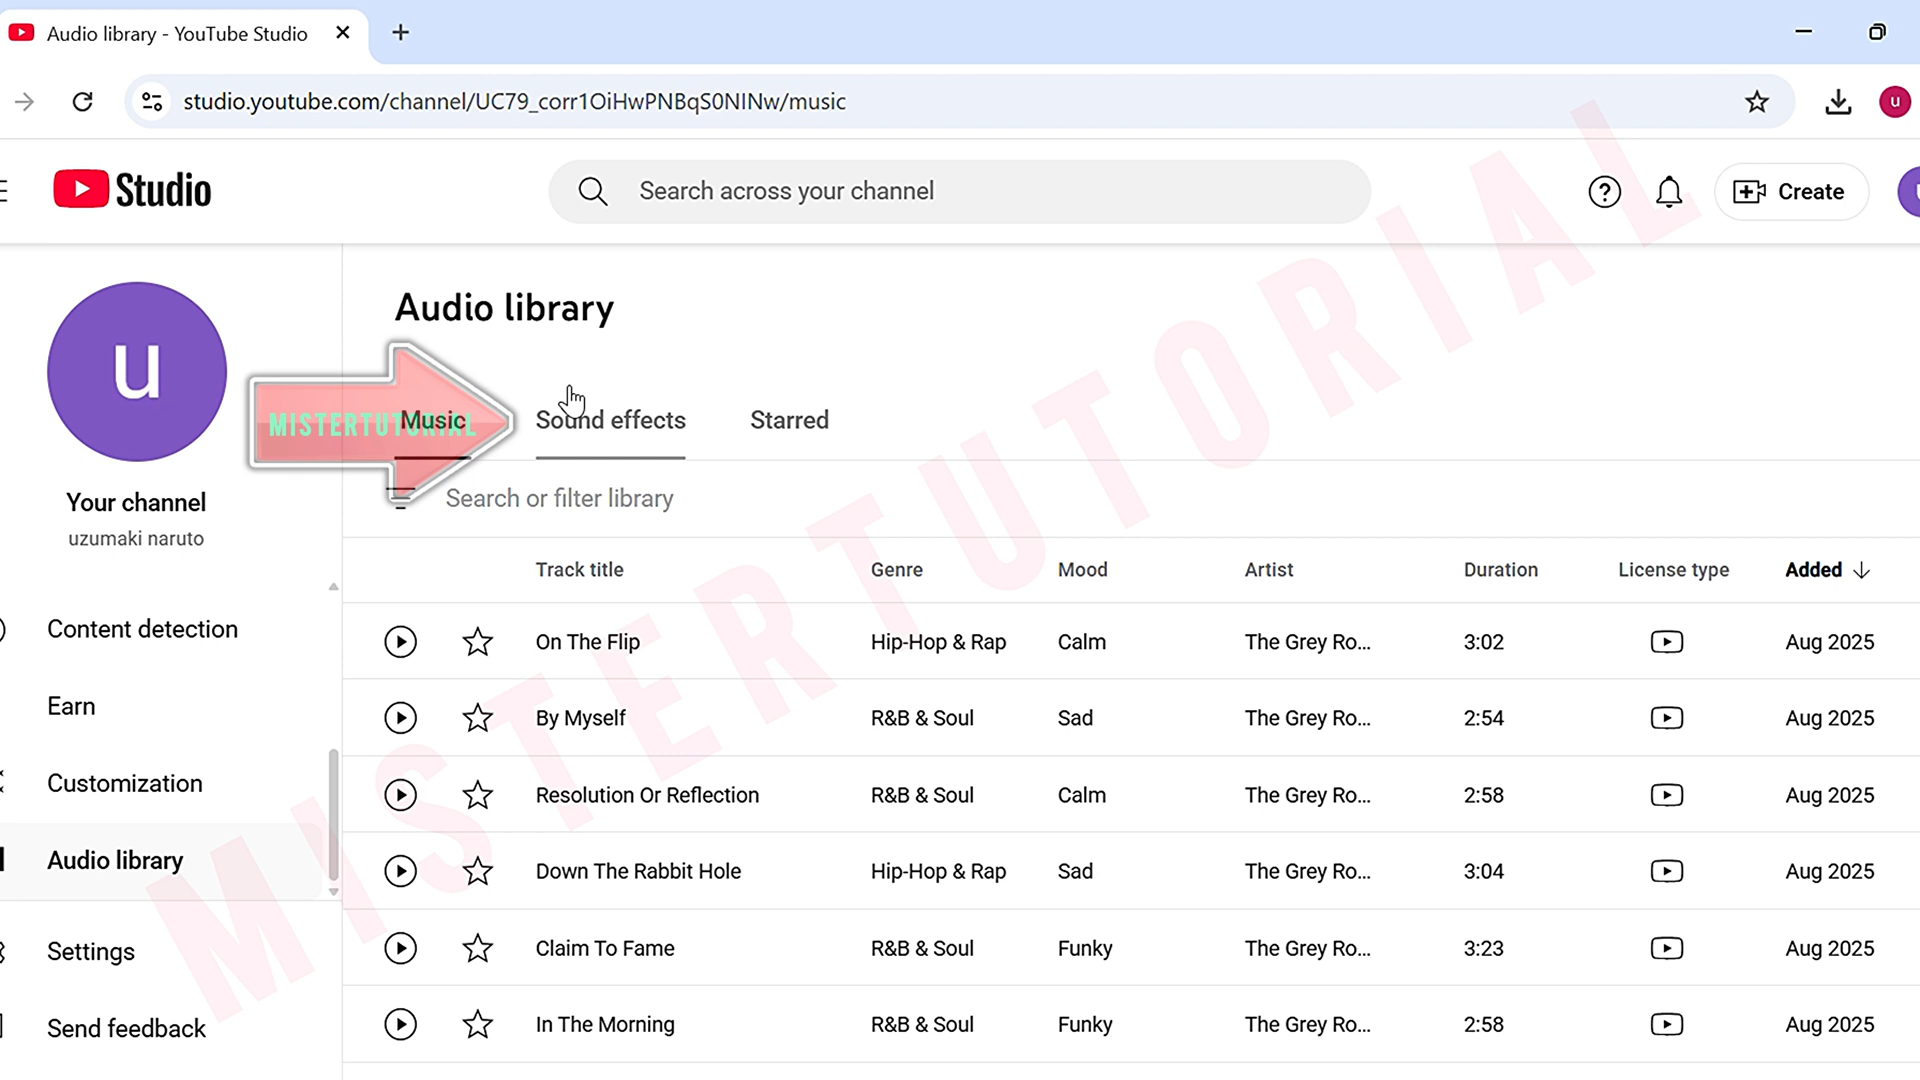 Audio library - YouTube Studio
studio.youtube.com/channel/UC79_corr1OiHwPNBqS0NINw/music
u
Studio
Search across your channel
Create
u
Audio library
Music
Sound effects
Starred
MISTERTUTORIAL
Search or filter library
Your channel
uzumaki naruto
Content detection
Earn
Customization
Audio library
Settings
Send feedback
Track title Genre Mood Artist Duration License type Added
On The Flip Hip-Hop & Rap Calm The Grey Ro... 3:02 Aug 2025
By Myself R&B & Soul Sad The Grey Ro... 2:54 Aug 2025
Resolution Or Reflection R&B & Soul Calm The Grey Ro... 2:58 Aug 2025
Down The Rabbit Hole Hip-Hop & Rap Sad The Grey Ro... 3:04 Aug 2025
Claim To Fame R&B & Soul Funky The Grey Ro... 3:23 Aug 2025
In The Morning R&B & Soul Funky The Grey Ro... 2:58 Aug 2025
MISTERTUTORIAL